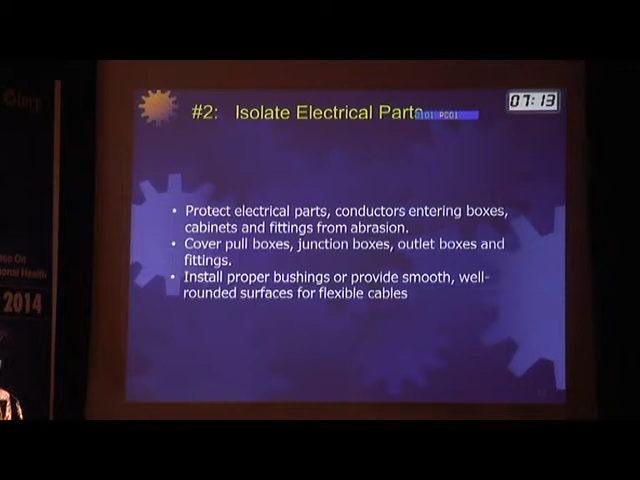 07:13
#2: Isolate Electrical Parts
• Protect electrical parts, conductors entering boxes,
cabinets and fittings from abrasion.
• Cover pull boxes, junction boxes, outlet boxes and
fittings.
• Install proper bushings or provide smooth, well-
rounded surfaces for flexible cables
On
Health
2014